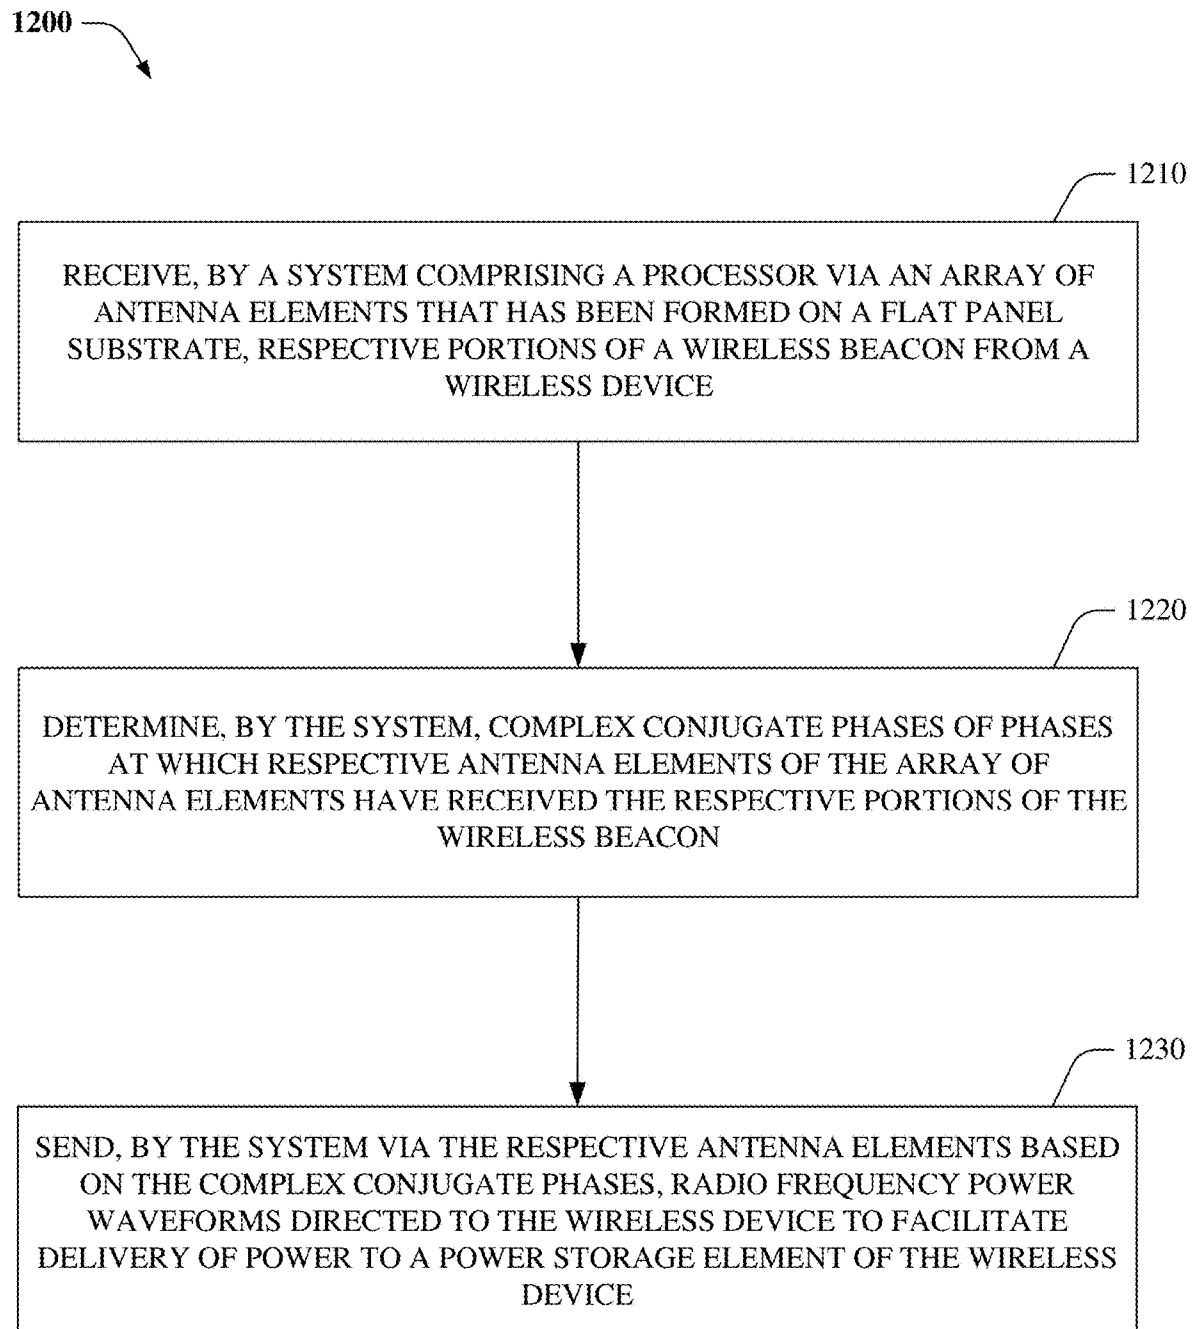 1200
1210
RECEIVE, BY A SYSTEM COMPRISING A PROCESSOR VIA AN ARRAY OF
ANTENNA ELEMENTS THAT HAS BEEN FORMED ON A FLAT PANEL
SUBSTRATE, RESPECTIVE PORTIONS OF A WIRELESS BEACON FROM A
WIRELESS DEVICE
1220
DETERMINE, BY THE SYSTEM, COMPLEX CONJUGATE PHASES OF PHASES
AT WHICH RESPECTIVE ANTENNA ELEMENTS OF THE ARRAY OF
ANTENNA ELEMENTS HAVE RECEIVED THE RESPECTIVE PORTIONS OF THE
WIRELESS BEACON
1230
SEND, BY THE SYSTEM VIA THE RESPECTIVE ANTENNA ELEMENTS BASED
ON THE COMPLEX CONJUGATE PHASES, RADIO FREQUENCY POWER
WAVEFORMS DIRECTED TO THE WIRELESS DEVICE TO FACILITATE
DELIVERY OF POWER TO A POWER STORAGE ELEMENT OF THE WIRELESS
DEVICE